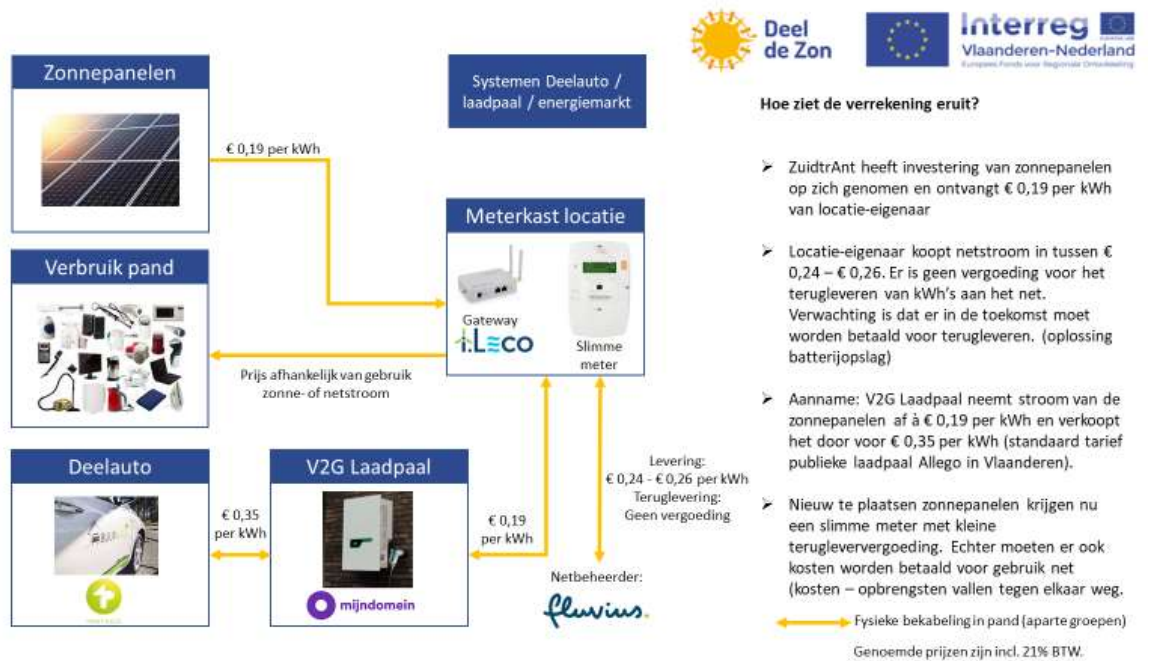 Deel
de Zon
Interreg
Vlaanderen-Nederland
Europees Fonds voor Regionale Ontwikkeling
Zonnepanelen
€ 0,19 per kWh
Systemen Deelauto /
laadpaal / energiemarkt
Verbruik pand
Prijs afhankelijk van gebruik
zonne- of netstroom
Meterkast locatie
Gateway
i.LECO
Slimme
meter
Deelauto
€ 0,35
per kWh
V2G Laadpaal
mijndomein
€ 0,19
per kWh
Levering:
€ 0,24 - € 0,26 per kWh
Teruglevering:
Geen vergoeding
Netbeheerder:
fluvius.
Hoe ziet de verrekening eruit?
➢ ZuidtrAnt heeft investering van zonnepanelen
op zich genomen en ontvangt € 0,19 per kWh
van locatie-eigenaar
➢ Locatie-eigenaar koopt netstroom in tussen €
0,24 – € 0,26. Er is geen vergoeding voor het
terugleveren van kWh's aan het net.
Verwachting is dat er in de toekomst moet
worden betaald voor terugleveren. (oplossing
batterijopslag)
➢ Aanname: V2G Laadpaal neemt stroom van de
zonnepanelen af à € 0,19 per kWh en verkoopt
het door voor € 0,35 per kWh (standaard tarief
publieke laadpaal Allego in Vlaanderen).
➢ Nieuw te plaatsen zonnepanelen krijgen nu
een slimme meter met kleine
terugleververgoeding. Echter moeten er ook
kosten worden betaald voor gebruik net
(kosten – opbrengsten vallen tegen elkaar weg.
Fysieke bekabeling in pand (aparte groepen)
Genoemde prijzen zijn incl. 21% BTW.